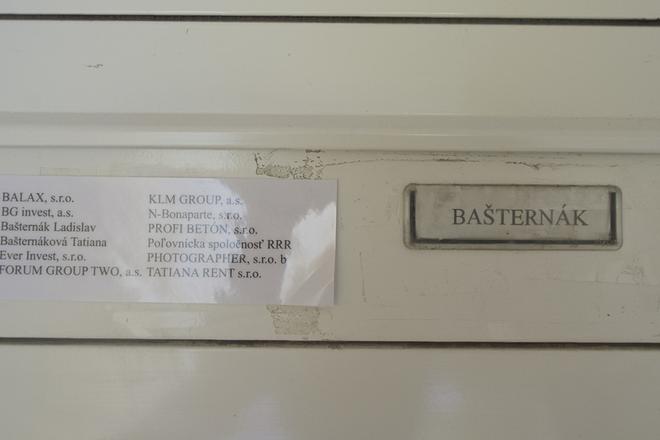 BALAX, s.r.o.
BG invest, a.s.
Bašternák Ladislav
Bašternáková Tatiana
Ever Invest, s.r.o.
FORUM GROUP TWO, a.s.
KLM GROUP, a.s.
N-Bonaparte, s.r.o.
PROFI BETÓN, s.r.o.
Poľovnícka spoločnosť RRR
PHOTOGRAPHER, s.r.o. b
TATIANA RENT s.r.o.
BAŠTERNÁK